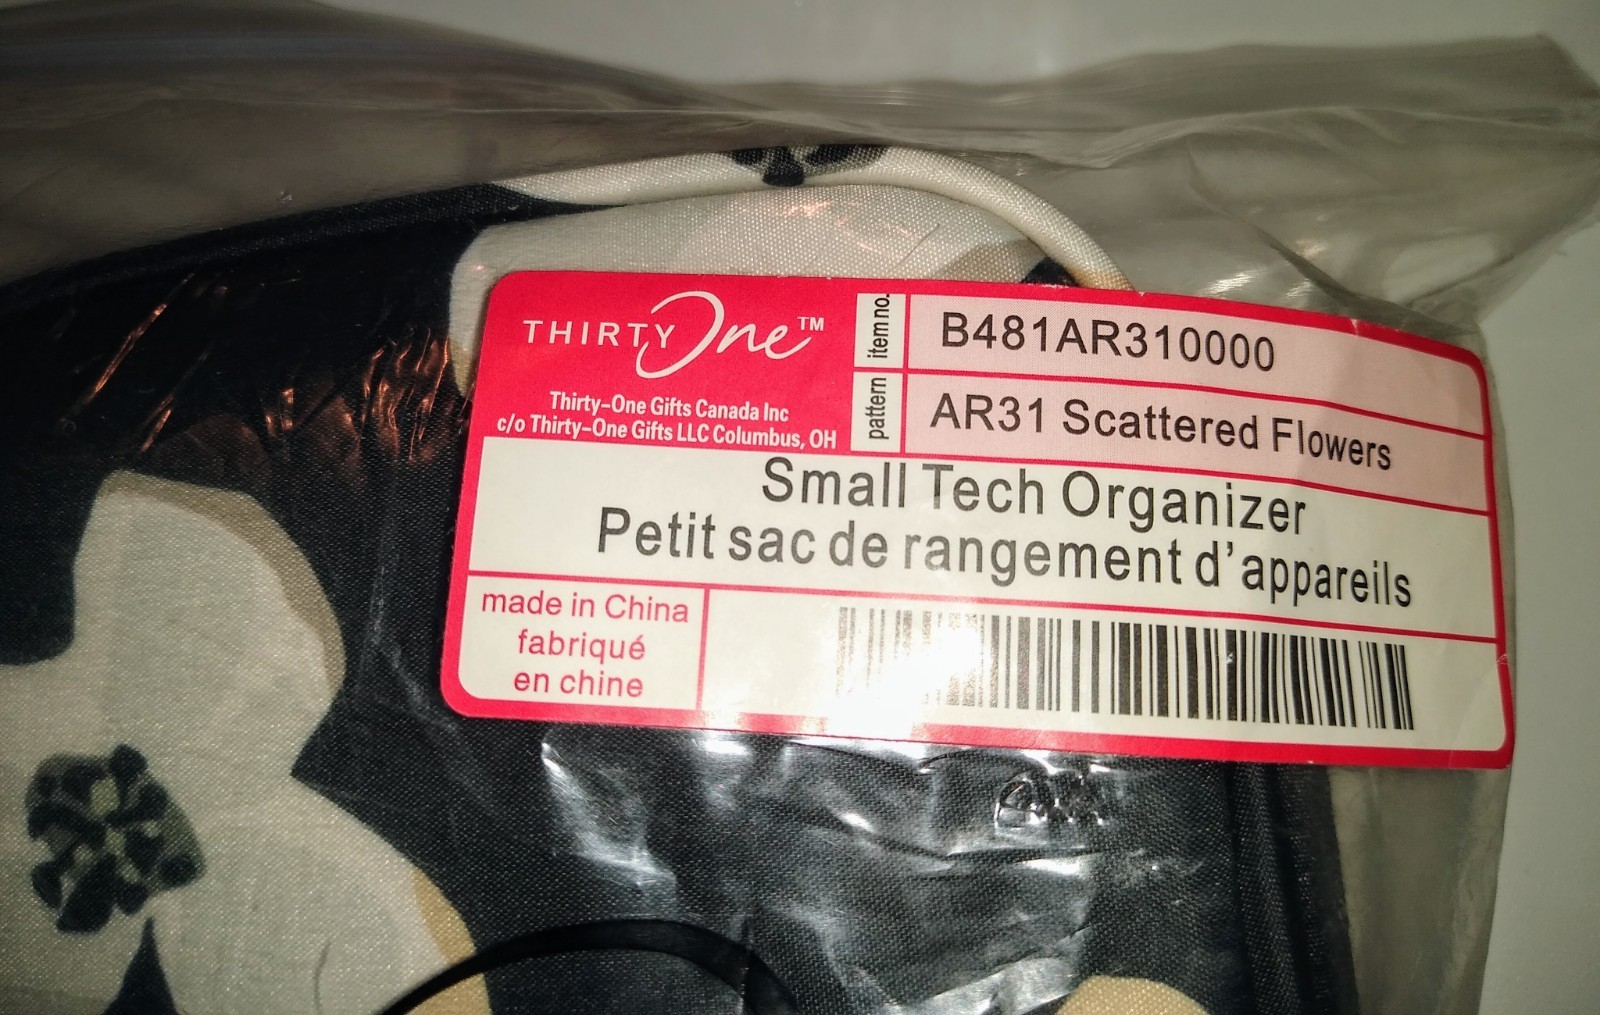 THIRTY One™
Thirty-One Gifts Canada Inc
c/o Thirty-One Gifts LLC Columbus, OH
item no.
B481AR310000
pattern
AR31 Scattered Flowers
Small Tech Organizer
Petit sac de rangement d'appareils
made in China
fabriqué
en chine